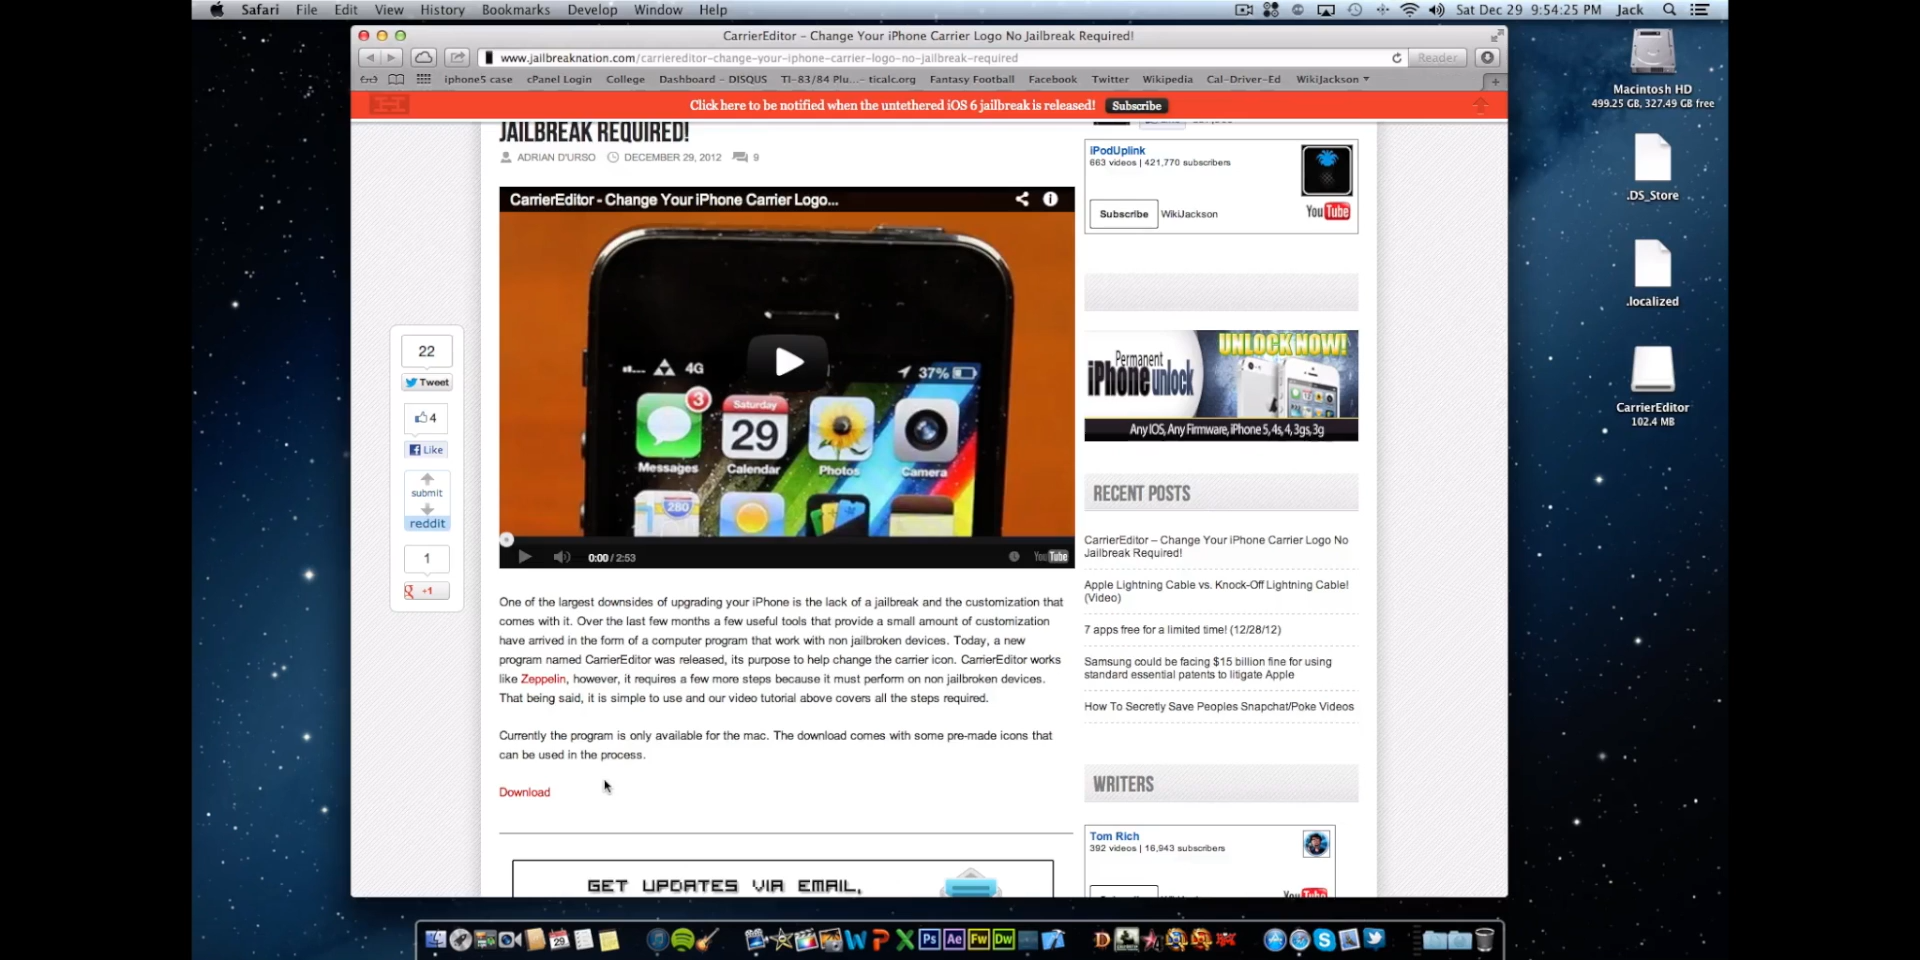 Safari File Edit View History Bookmarks Develop Window Help
Sat Dec 29 9:54:25 PM Jack
CarrierEditor – Change Your iPhone Carrier Logo No Jailbreak Required!
www.jailbreaknation.com/carriereditor-change-your-iphone-carrier-logo-no-jailbreak-required
Reader
iphone5 case cPanel Login College Dashboard - DISQUS TI-83/84 Plu... - ticalc.org Fantasy Football Facebook Twitter Wikipedia Cal-Driver-Ed WikiJackson
Click here to be notified when the untethered iOS 6 jailbreak is released! Subscribe
JAILBREAK REQUIRED!
ADRIAN D'URSO DECEMBER 29, 2012 9
CarrierEditor - Change Your iPhone Carrier Logo...
4G
37%
3
Saturday
29
Messages Calendar Photos Camera
280
0:00 / 2:53
YouTube
22
Tweet
4
Like
submit
reddit
1
+1
One of the largest downsides of upgrading your iPhone is the lack of a jailbreak and the customization that
comes with it. Over the last few months a few useful tools that provide a small amount of customization
have arrived in the form of a computer program that work with non jailbroken devices. Today, a new
program named CarrierEditor was released, its purpose to help change the carrier icon. CarrierEditor works
like Zeppelin, however, it requires a few more steps because it must perform on non jailbroken devices.
That being said, it is simple to use and our video tutorial above covers all the steps required.
Currently the program is only available for the mac. The download comes with some pre-made icons that
can be used in the process.
Download
GET UPDATES VIA EMAIL,
iPodUplink
663 videos | 421,770 subscribers
Subscribe WikiJackson
YouTube
Permanent
iPhone unlock
UNLOCK NOW!
Any IOS, Any Firmware, iPhone 5, 4s, 4, 3gs, 3g
RECENT POSTS
CarrierEditor – Change Your iPhone Carrier Logo No
Jailbreak Required!
Apple Lightning Cable vs. Knock-Off Lightning Cable!
(Video)
7 apps free for a limited time! (12/28/12)
Samsung could be facing $15 billion fine for using
standard essential patents to litigate Apple
How To Secretly Save Peoples Snapchat/Poke Videos
WRITERS
Tom Rich
392 videos | 16,943 subscribers
Macintosh HD
499.25 GB, 327.49 GB free
.DS_Store
.localized
CarrierEditor
102.4 MB
29
Ps Ae Fw Dw